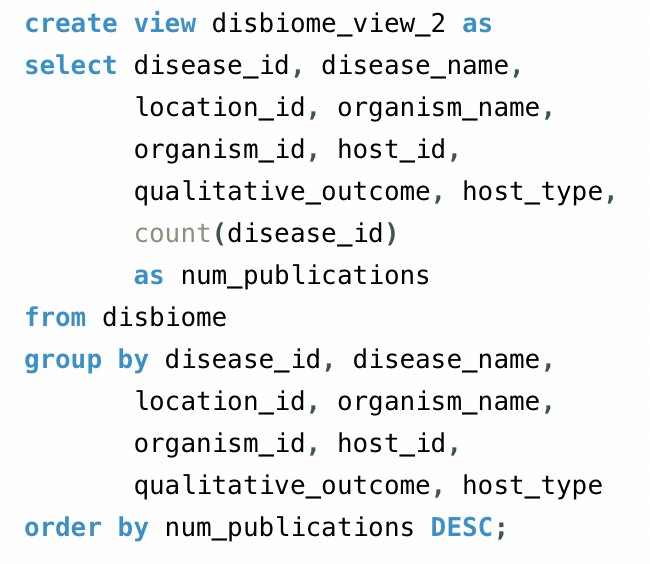 create view disbiome_view_2 as
select disease_id, disease_name,
location_id, organism_name,
organism_id, host_id,
qualitative_outcome, host_type,
count(disease_id)
as num_publications
from disbiome
group by disease_id, disease_name,
location_id, organism_name,
organism_id, host_id,
qualitative_outcome, host_type
order by num_publications DESC;